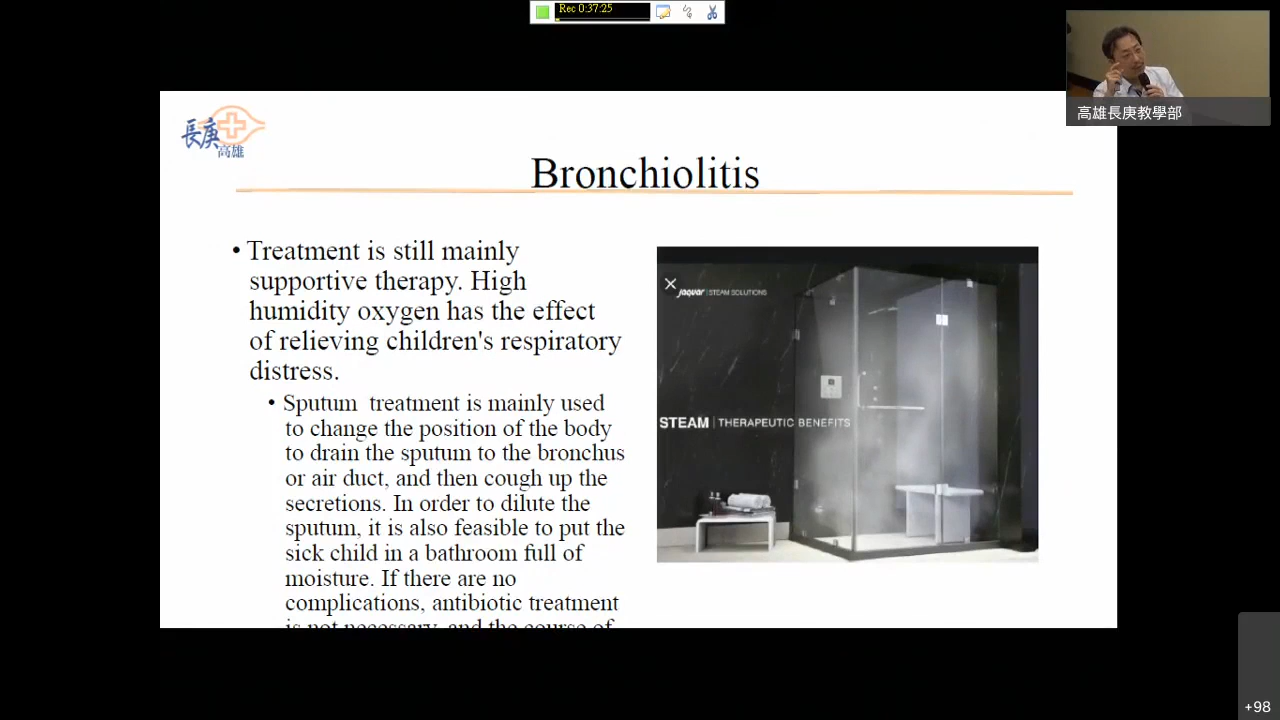 Rec 0:37:25
高雄長庚教學部
長庚
高雄
Bronchiolitis
• Treatment is still mainly
supportive therapy. High
humidity oxygen has the effect
of relieving children's respiratory
distress.
• Sputum treatment is mainly used
to change the position of the body
to drain the sputum to the bronchus
or air duct, and then cough up the
secretions. In order to dilute the
sputum, it is also feasible to put the
sick child in a bathroom full of
moisture. If there are no
complications, antibiotic treatment
is not necessary, and the course of
jaquar | STEAM SOLUTIONS
STEAM | THERAPEUTIC BENEFITS
+98